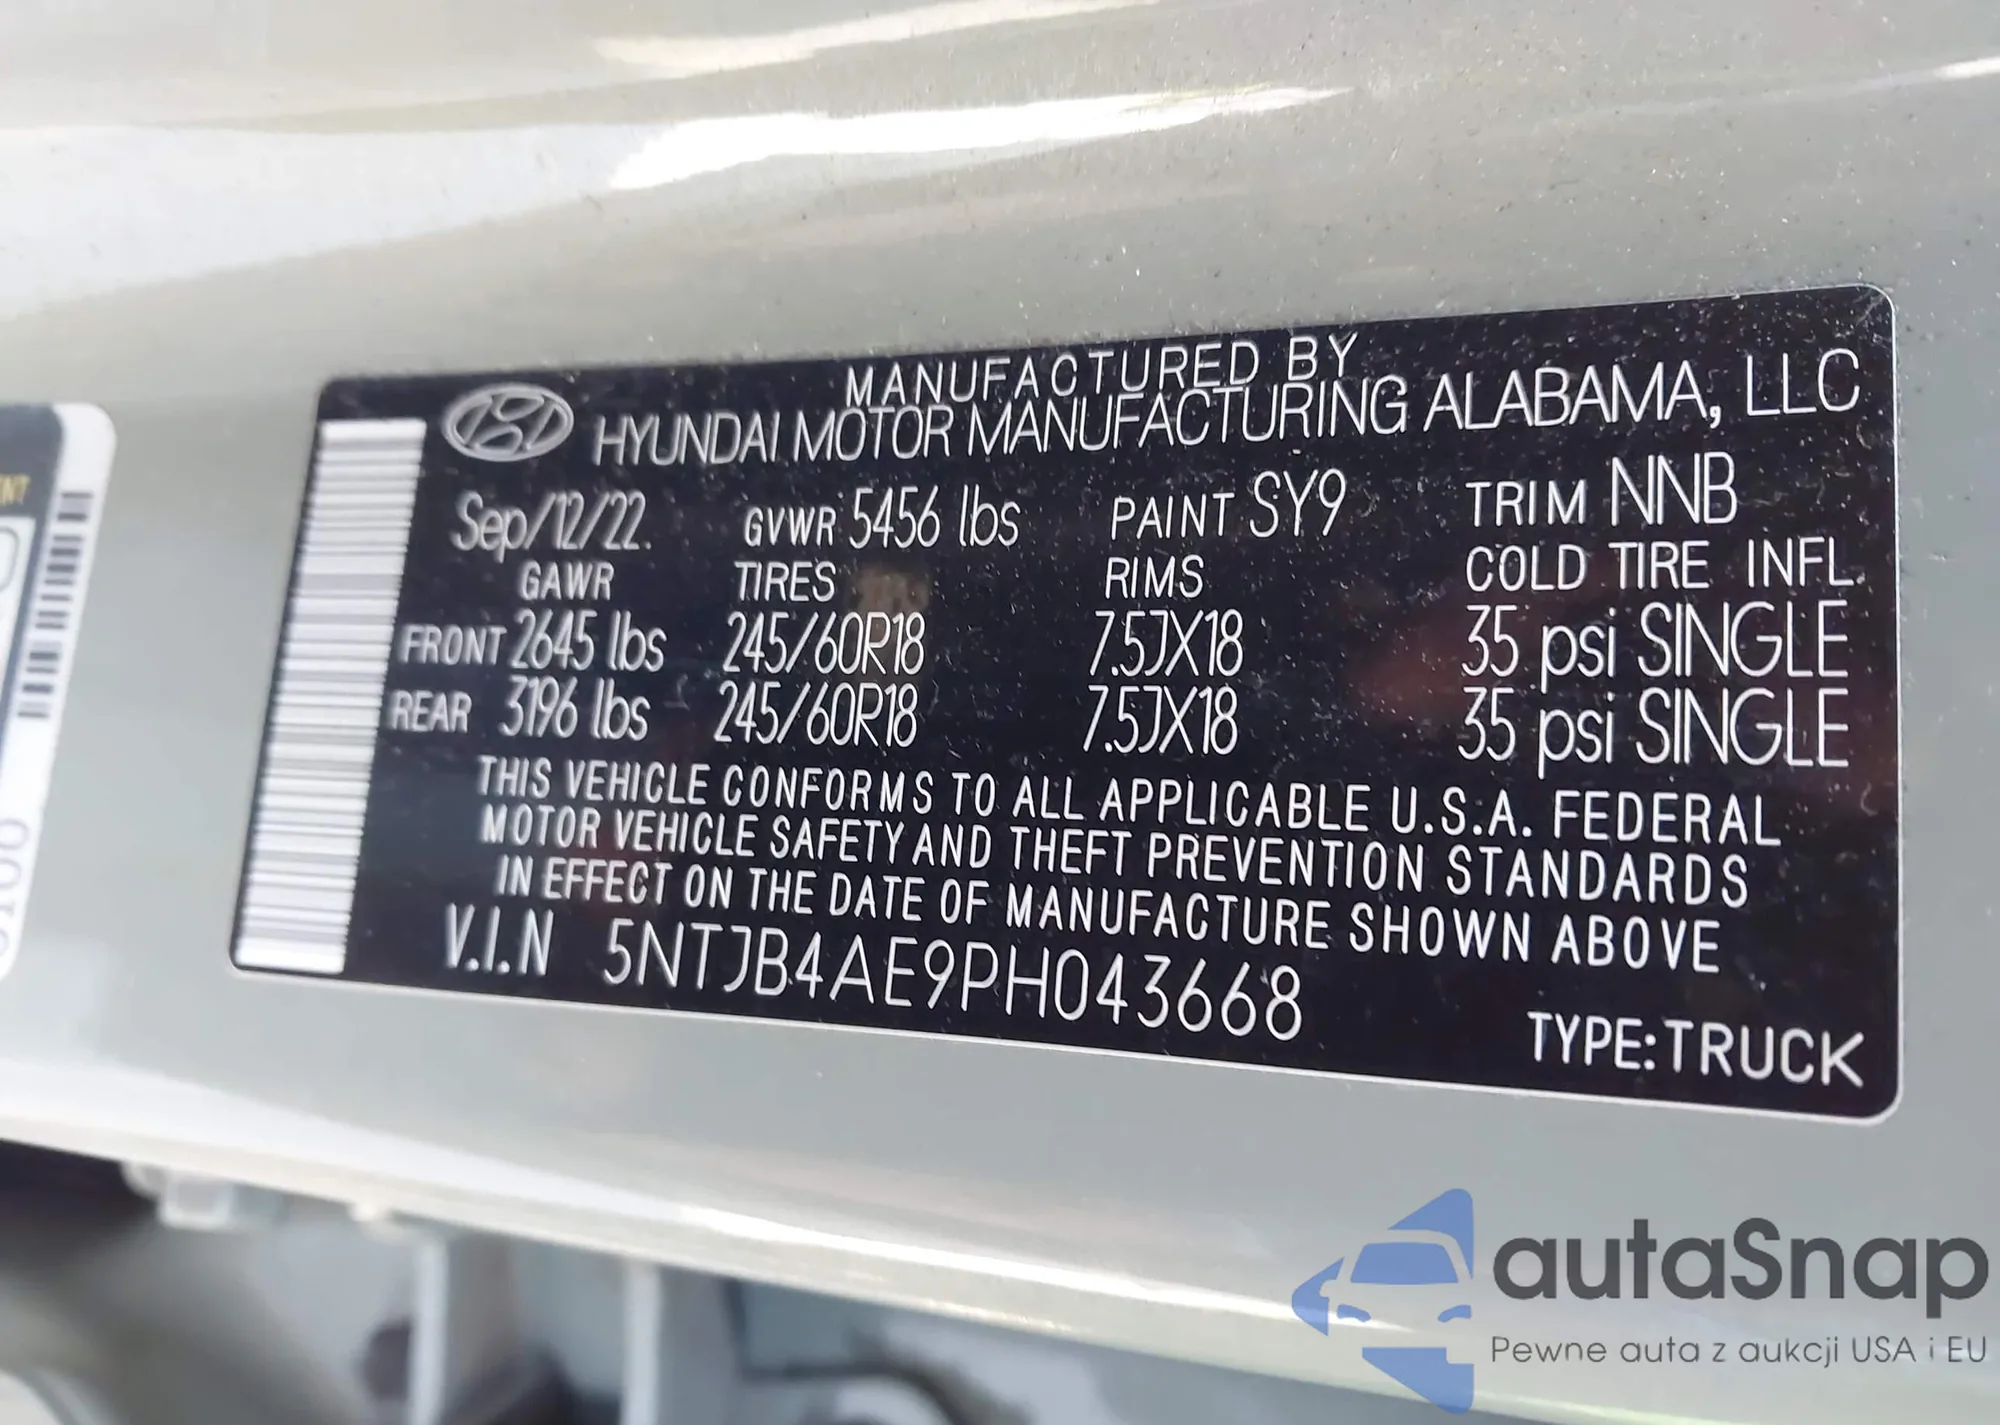 MANUFACTURED BY
HYUNDAI MOTOR MANUFACTURING ALABAMA, LLC
Sep/12/22. GVWR 5456 lbs PAINT SY9 TRIM NNB
GAWR TIRES RIMS COLD TIRE INFL.
FRONT 2645 lbs 245/60R18 7.5JX18 35 psi SINGLE
REAR 3196 lbs 245/60R18 7.5JX18 35 psi SINGLE
THIS VEHICLE CONFORMS TO ALL APPLICABLE U.S.A. FEDERAL
MOTOR VEHICLE SAFETY AND THEFT PREVENTION STANDARDS
IN EFFECT ON THE DATE OF MANUFACTURE SHOWN ABOVE
V.I.N 5NTJB4AE9PH043668
TYPE:TRUCK
autaSnap
Pewne auta z aukcji USA i EU